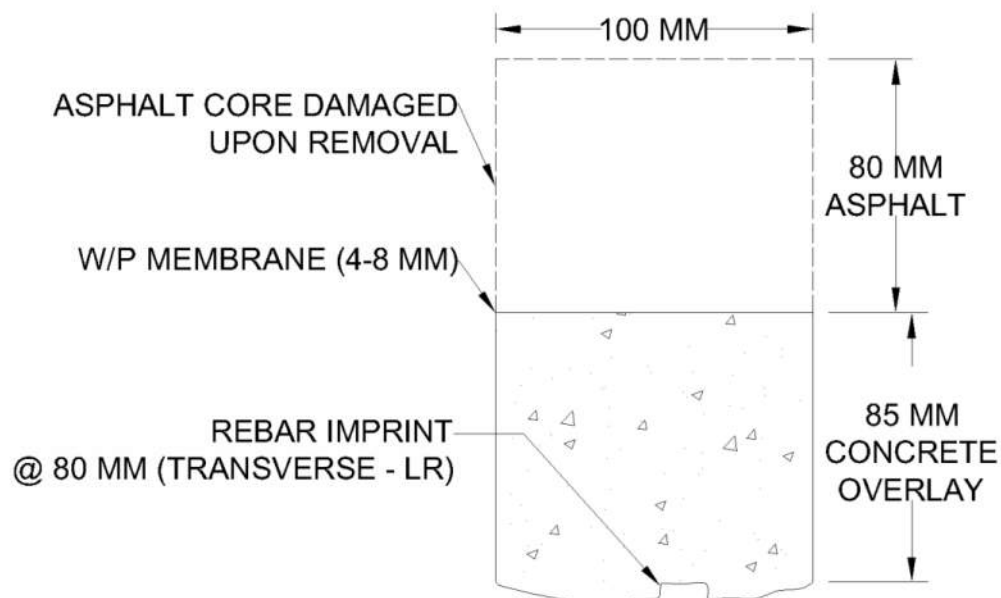 100 MM
ASPHALT CORE DAMAGED
UPON REMOVAL
80 MM
ASPHALT
W/P MEMBRANE (4-8 MM)
REBAR IMPRINT
@ 80 MM (TRANSVERSE - LR)
85 MM
CONCRETE
OVERLAY